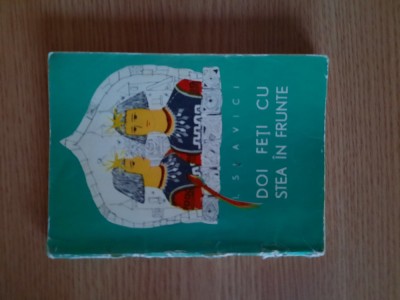 I. SLAVICI
DOI FEȚI CU
STEA ÎN FRUNTE